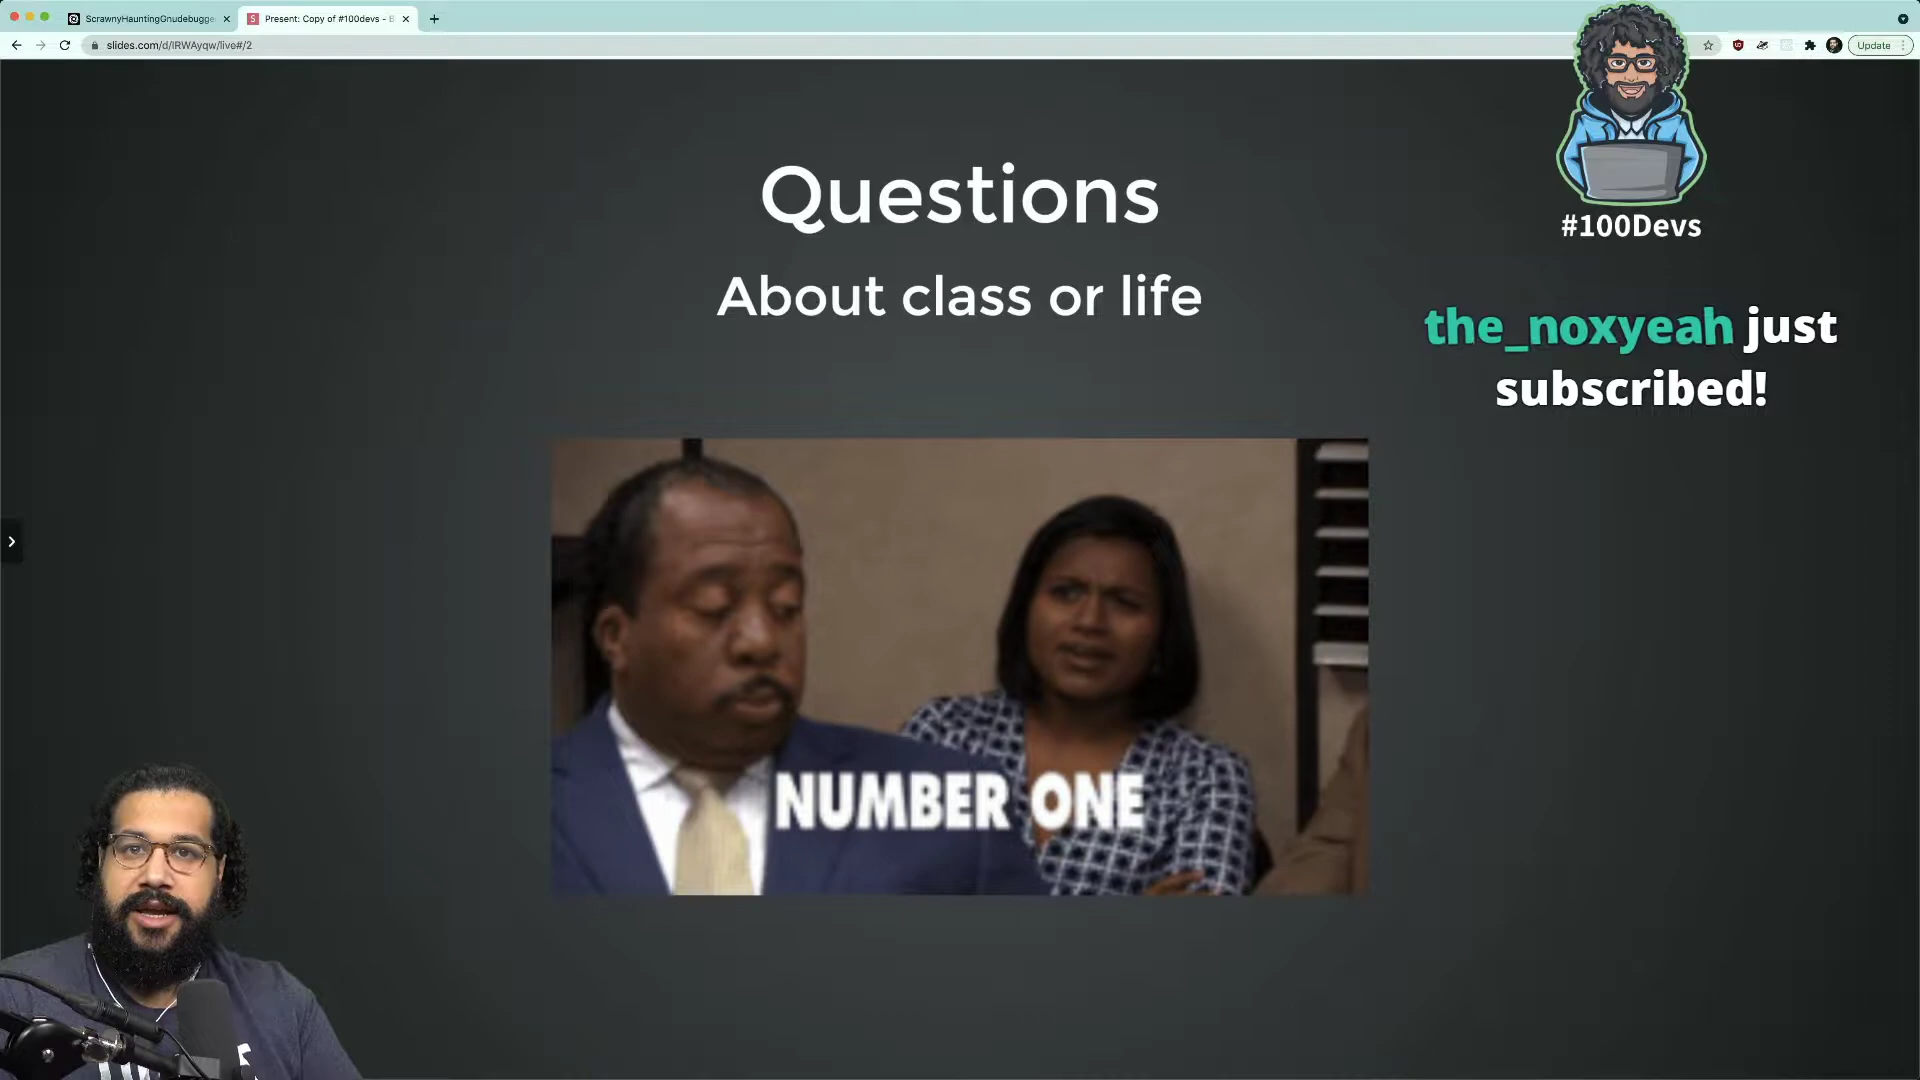 ScrawnyHauntingGnudebugge
Present: Copy of #100devs - E
slides.com/d/IRWAyqw/live#/2
Update
Questions
About class or life
#100Devs
the_noxyeah just
subscribed!
NUMBER ONE